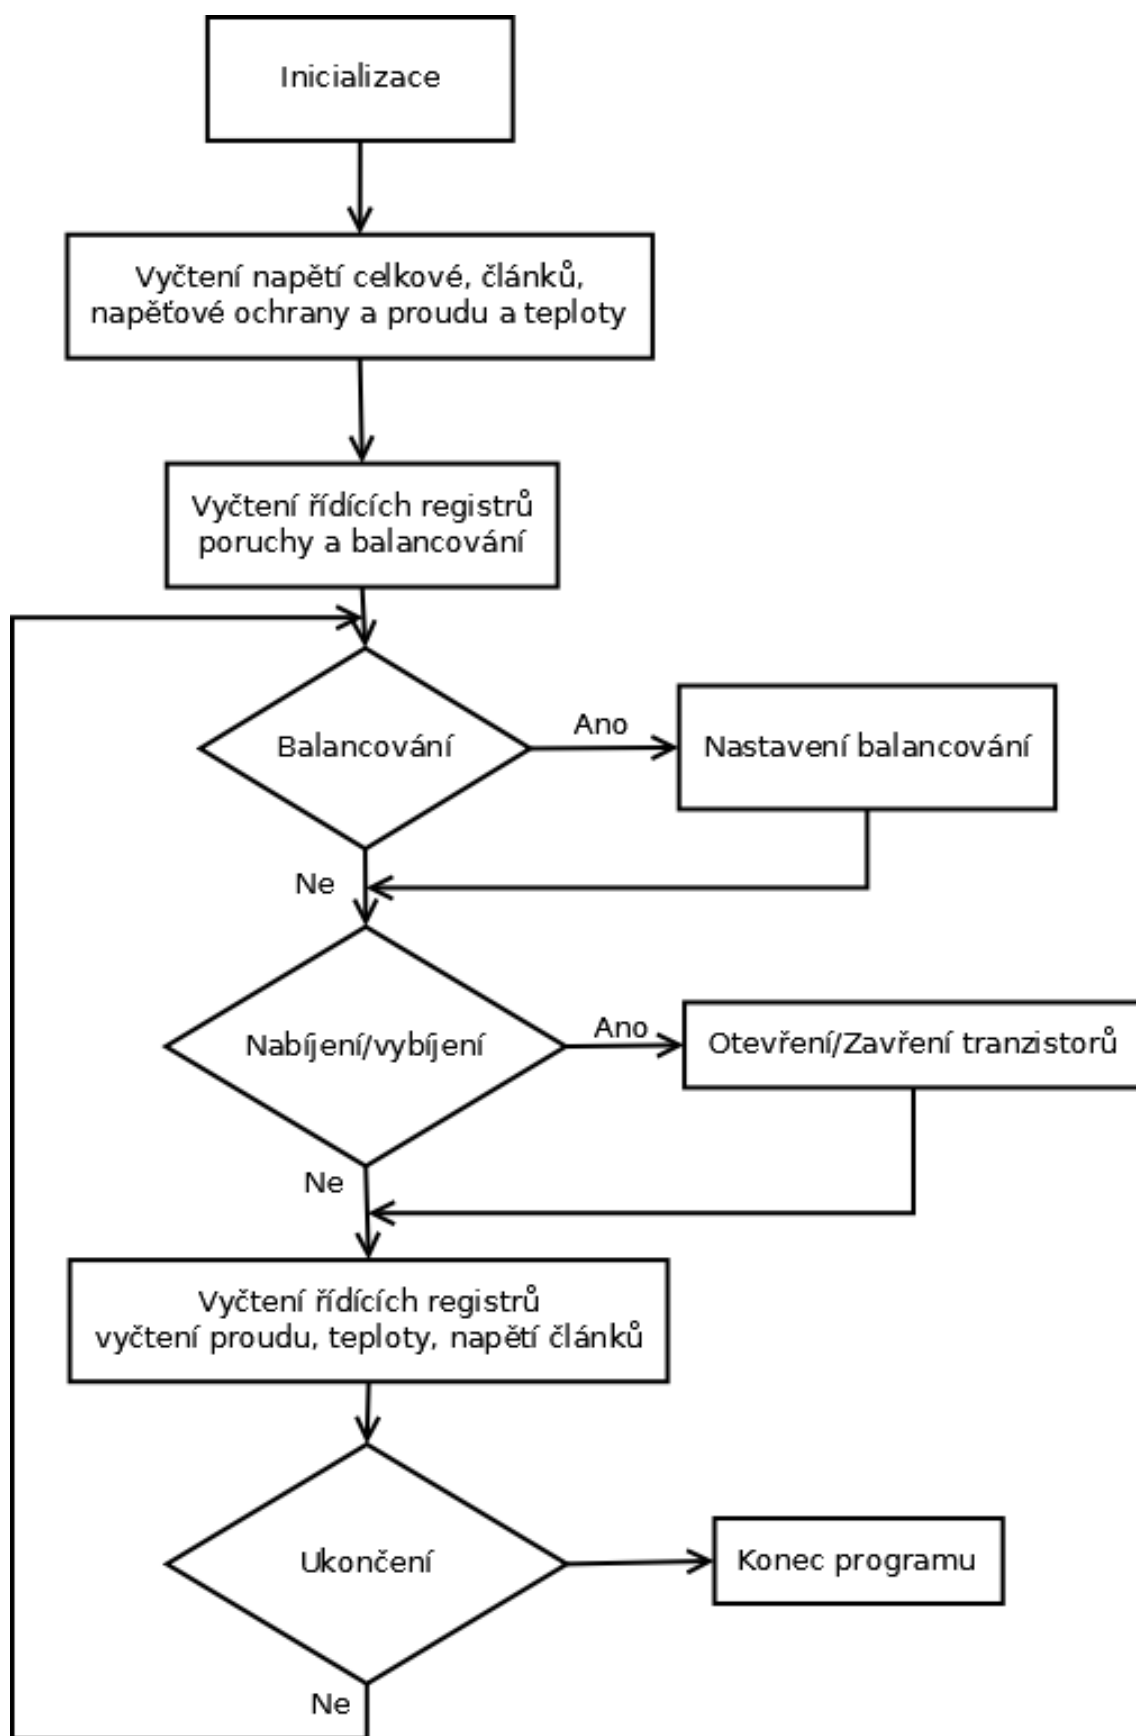 Inicializace
Vyčtení napětí celkové, článků,
napěťové ochrany a proudu a teploty
Vyčtení řídících registrů
poruchy a balancování
Balancování
Ano
Nastavení balancování
Ne
Nabíjení/vybíjení
Ano
Otevření/Zavření tranzistorů
Ne
Vyčtení řídících registrů
vyčtení proudu, teploty, napětí článků
Ukončení
Konec programu
Ne